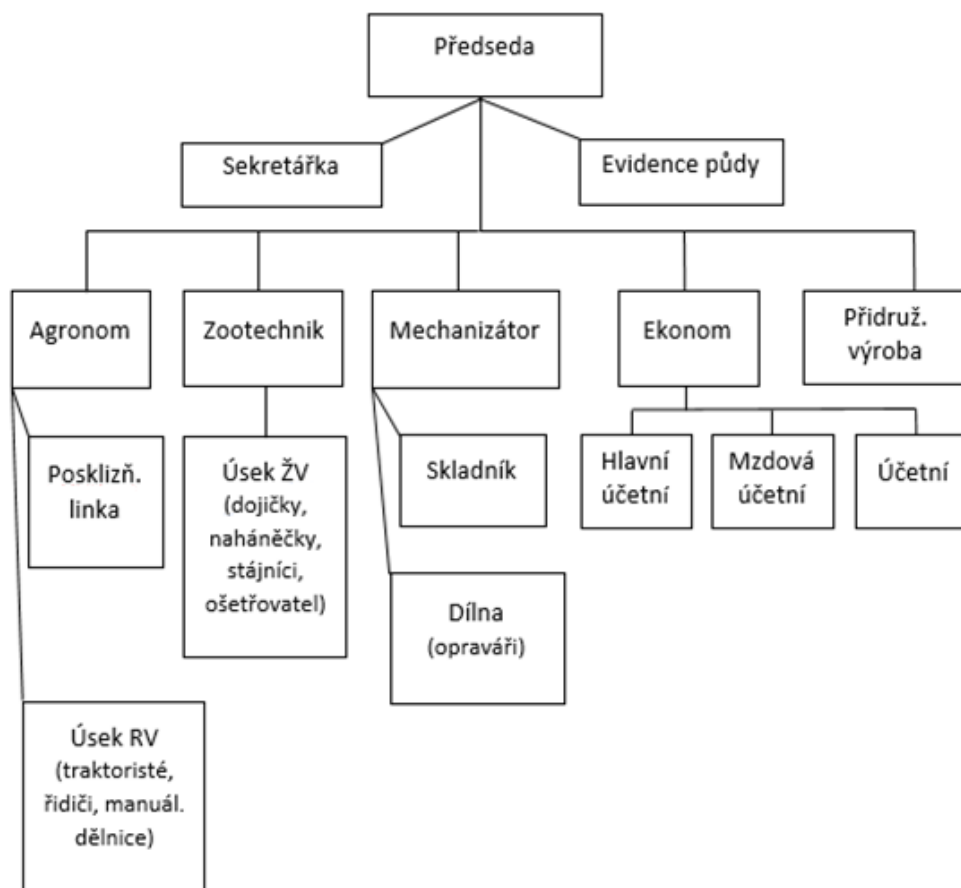 Předseda
Sekretářka
Evidence půdy
Agronom
Zootechnik
Mechanizátor
Ekonom
Přidruž.
výroba
Posklizň.
linka
Úsek ŽV
(dojičky,
naháněčky,
stájníci,
ošetřovatel)
Skladník
Hlavní
účetní
Mzdová
účetní
Účetní
Dílna
(opraváři)
Úsek RV
(traktoristé,
řidiči, manuál.
dělnice)